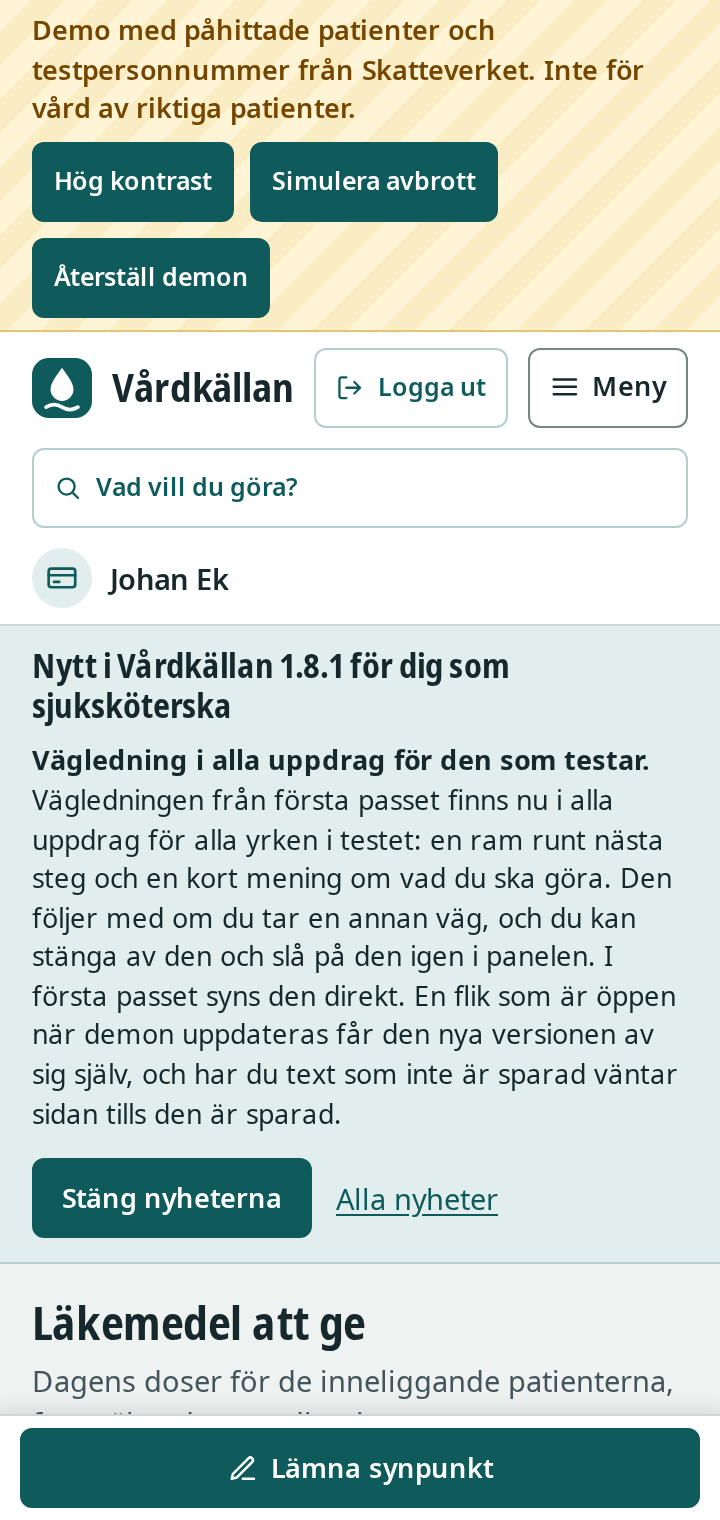 Demo med påhittade patienter och
testpersonnummer från Skatteverket. Inte för
vård av riktiga patienter.
Hög kontrast
Simulera avbrott
Återställ demon
Vårdkällan
Logga ut
Meny
Vad vill du göra?
Johan Ek
Nytt i Vårdkällan 1.8.1 för dig som
sjuksköterska
Vägledning i alla uppdrag för den som testar.
Vägledningen från första passet finns nu i alla
uppdrag för alla yrken i testet: en ram runt nästa
steg och en kort mening om vad du ska göra. Den
följer med om du tar en annan väg, och du kan
stänga av den och slå på den igen i panelen. I
första passet syns den direkt. En flik som är öppen
när demon uppdateras får den nya versionen av
sig själv, och har du text som inte är sparad väntar
sidan tills den är sparad.
Stäng nyheterna
Alla nyheter
Läkemedel att ge
Dagens doser för de inneliggande patienterna,
Lämna synpunkt